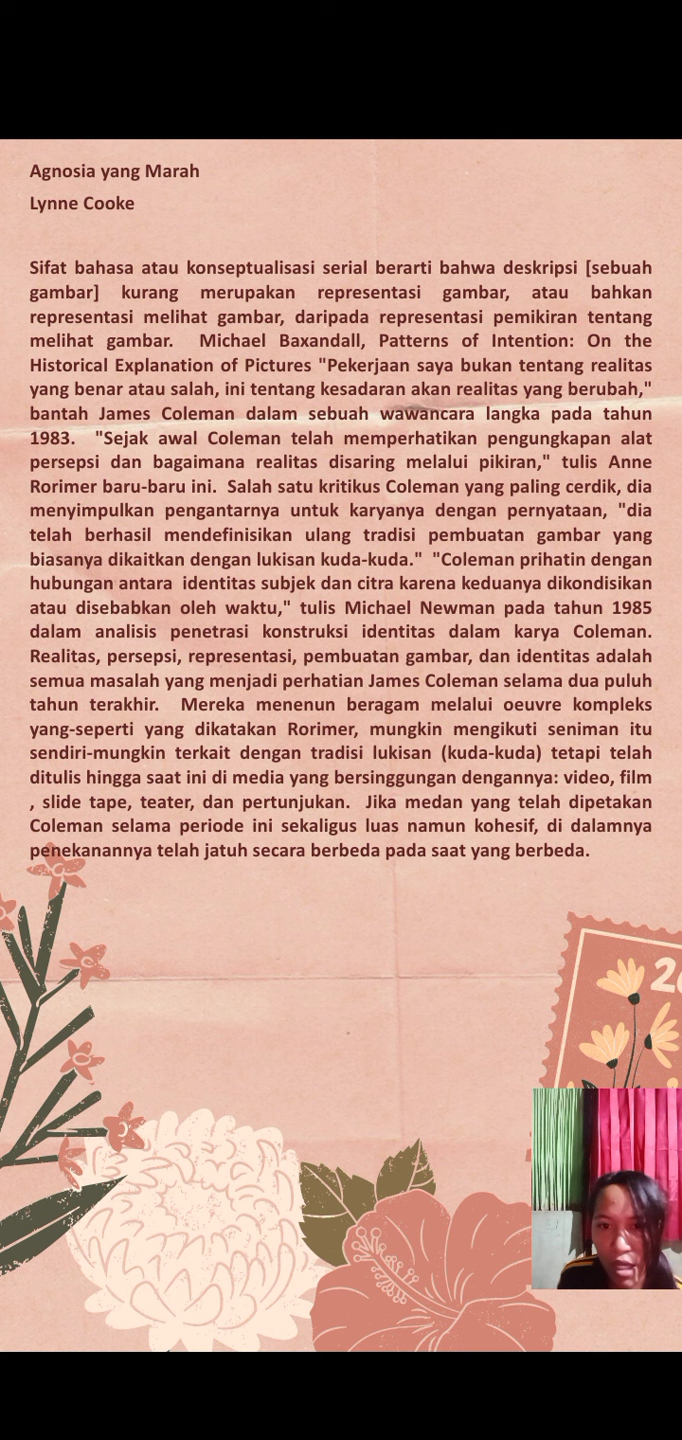 Agnosia yang Marah
Lynne Cooke
Sifat bahasa atau konseptualisasi serial berarti bahwa deskripsi [sebuah
gambar] kurang merupakan representasi gambar, atau bahkan
representasi melihat gambar, daripada representasi pemikiran tentang
melihat gambar. Michael Baxandall, Patterns of Intention: On the
Historical Explanation of Pictures "Pekerjaan saya bukan tentang realitas
yang benar atau salah, ini tentang kesadaran akan realitas yang berubah,"
bantah James Coleman dalam sebuah wawancara langka pada tahun
1983. "Sejak awal Coleman telah memperhatikan pengungkapan alat
persepsi dan bagaimana realitas disaring melalui pikiran," tulis Anne
Rorimer baru-baru ini. Salah satu kritikus Coleman yang paling cerdik, dia
menyimpulkan pengantarnya untuk karyanya dengan pernyataan, "dia
telah berhasil mendefinisikan ulang tradisi pembuatan gambar yang
biasanya dikaitkan dengan lukisan kuda-kuda." "Coleman prihatin dengan
hubungan antara identitas subjek dan citra karena keduanya dikondisikan
atau disebabkan oleh waktu," tulis Michael Newman pada tahun 1985
dalam analisis penetrasi konstruksi identitas dalam karya Coleman.
Realitas, persepsi, representasi, pembuatan gambar, dan identitas adalah
semua masalah yang menjadi perhatian James Coleman selama dua puluh
tahun terakhir. Mereka menenun beragam melalui oeuvre kompleks
yang-seperti yang dikatakan Rorimer, mungkin mengikuti seniman itu
sendiri-mungkin terkait dengan tradisi lukisan (kuda-kuda) tetapi telah
ditulis hingga saat ini di media yang bersinggungan dengannya: video, film
, slide tape, teater, dan pertunjukan. Jika medan yang telah dipetakan
Coleman selama periode ini sekaligus luas namun kohesif, di dalamnya
penekanannya telah jatuh secara berbeda pada saat yang berbeda.